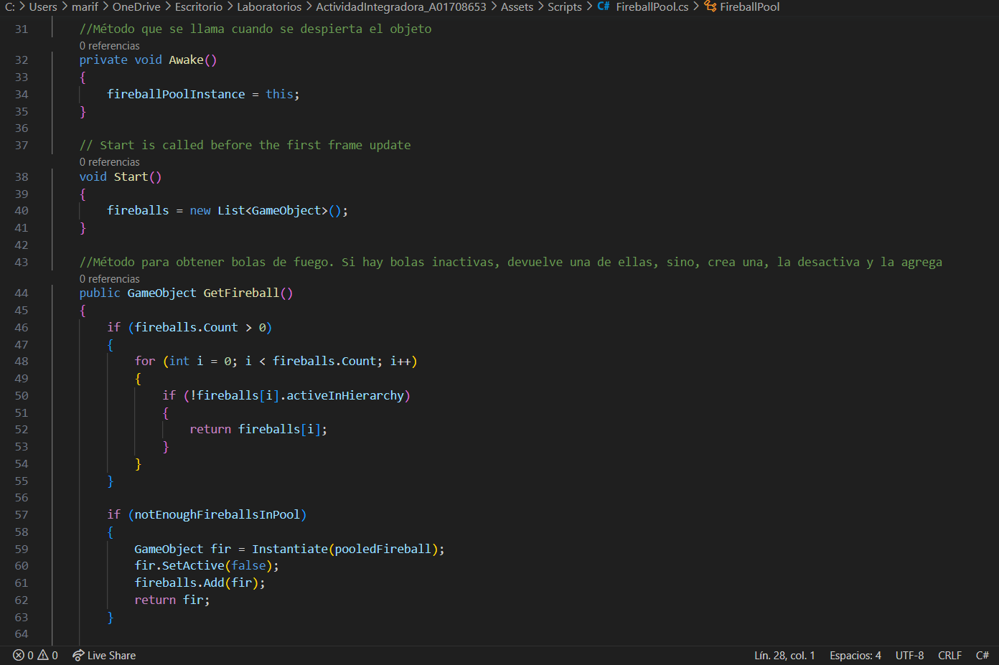 C: > Users > marif > OneDrive > Escritorio > Laboratorios > ActividadIntegradora_A01708653 > Assets > Scripts > C# FireballPool.cs > FireballPool
31 //Método que se llama cuando se despierta el objeto
0 referencias
32 private void Awake()
33 {
34 fireballPoolInstance = this;
35 }
36
37 // Start is called before the first frame update
0 referencias
38 void Start()
39 {
40 fireballs = new List<GameObject>();
41 }
42
43 //Método para obtener bolas de fuego. Si hay bolas inactivas, devuelve una de ellas, sino, crea una, la desactiva y la agrega
0 referencias
44 public GameObject GetFireball()
45 {
46 if (fireballs.Count > 0)
47 {
48 for (int i = 0; i < fireballs.Count; i++)
49 {
50 if (!fireballs[i].activeInHierarchy)
51 {
52 return fireballs[i];
53 }
54 }
55 }
56
57 if (notEnoughFireballsInPool)
58 {
59 GameObject fir = Instantiate(pooledFireball);
60 fir.SetActive(false);
61 fireballs.Add(fir);
62 return fir;
63 }
64
0 0 Live Share Lín. 28, col. 1 Espacios: 4 UTF-8 CRLF C#